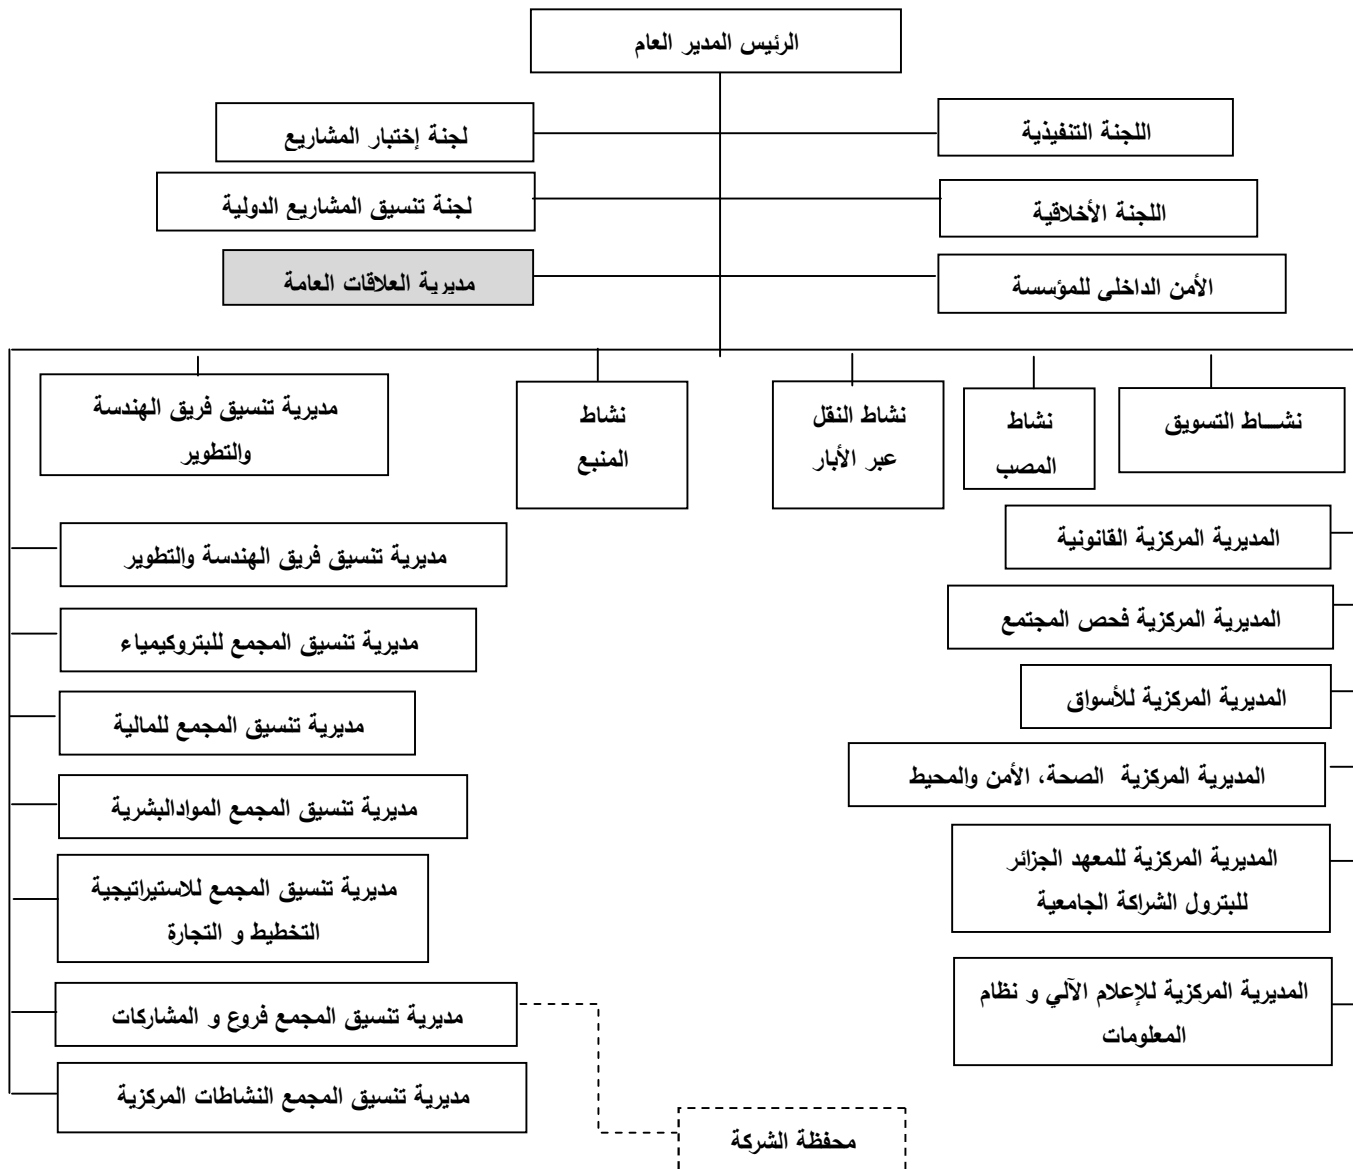 الرئيس المدير العام
اللجنة التنفيذية
لجنة إختبار المشاريع
اللجنة الأخلاقية
لجنة تنسيق المشاريع الدولية
الأمن الداخلي للمؤسسة
مديرية العلاقات العامة
نشـــاط التسويق
نشاط
المصب
نشاط النقل
عبر الأبار
نشاط
المنبع
مديرية تنسيق فريق الهندسة
والتطوير
المديرية المركزية القانونية
المديرية المركزية فحص المجتمع
المديرية المركزية للأسواق
المديرية المركزية الصحة، الأمن والمحيط
المديرية المركزية للمعهد الجزائر
للبترول الشراكة الجامعية
المديرية المركزية للإعلام الآلي و نظام
المعلومات
مديرية تنسيق فريق الهندسة والتطوير
مديرية تنسيق المجمع للبتروكيمياء
مديرية تنسيق المجمع للمالية
مديرية تنسيق المجمع الموادالبشرية
مديرية تنسيق المجمع للاستيراتيجية
التخطيط و التجارة
مديرية تنسيق المجمع فروع و المشاركات
مديرية تنسيق المجمع النشاطات المركزية
محفظة الشركة